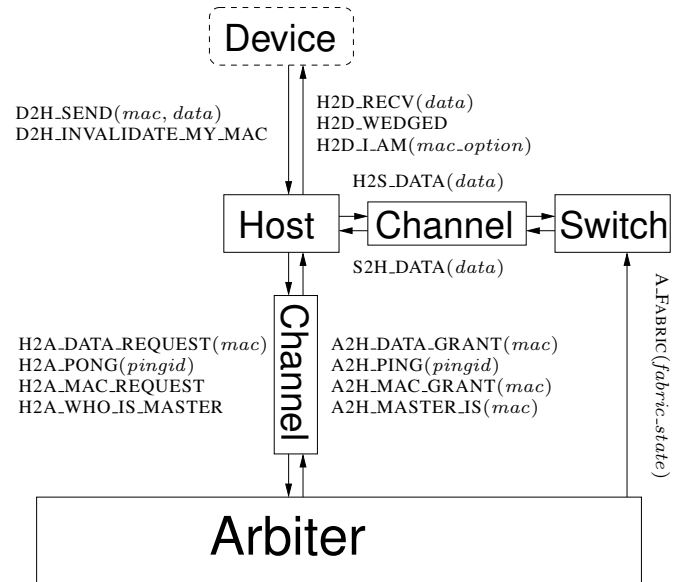 Device
D2H_SEND(mac, data)
D2H_INVALIDATE_MY_MAC
H2D_RECV(data)
H2D_WEDGED
H2D_I_AM(mac_option)
H2S_DATA(data)
Host
Channel
Switch
S2H_DATA(data)
H2A_DATA_REQUEST(mac)
H2A_PONG(pingid)
H2A_MAC_REQUEST
H2A_WHO_IS_MASTER
Channel
A2H_DATA_GRANT(mac)
A2H_PING(pingid)
A2H_MAC_GRANT(mac)
A2H_MASTER_IS(mac)
A_FABRIC(fabric_state)
Arbiter